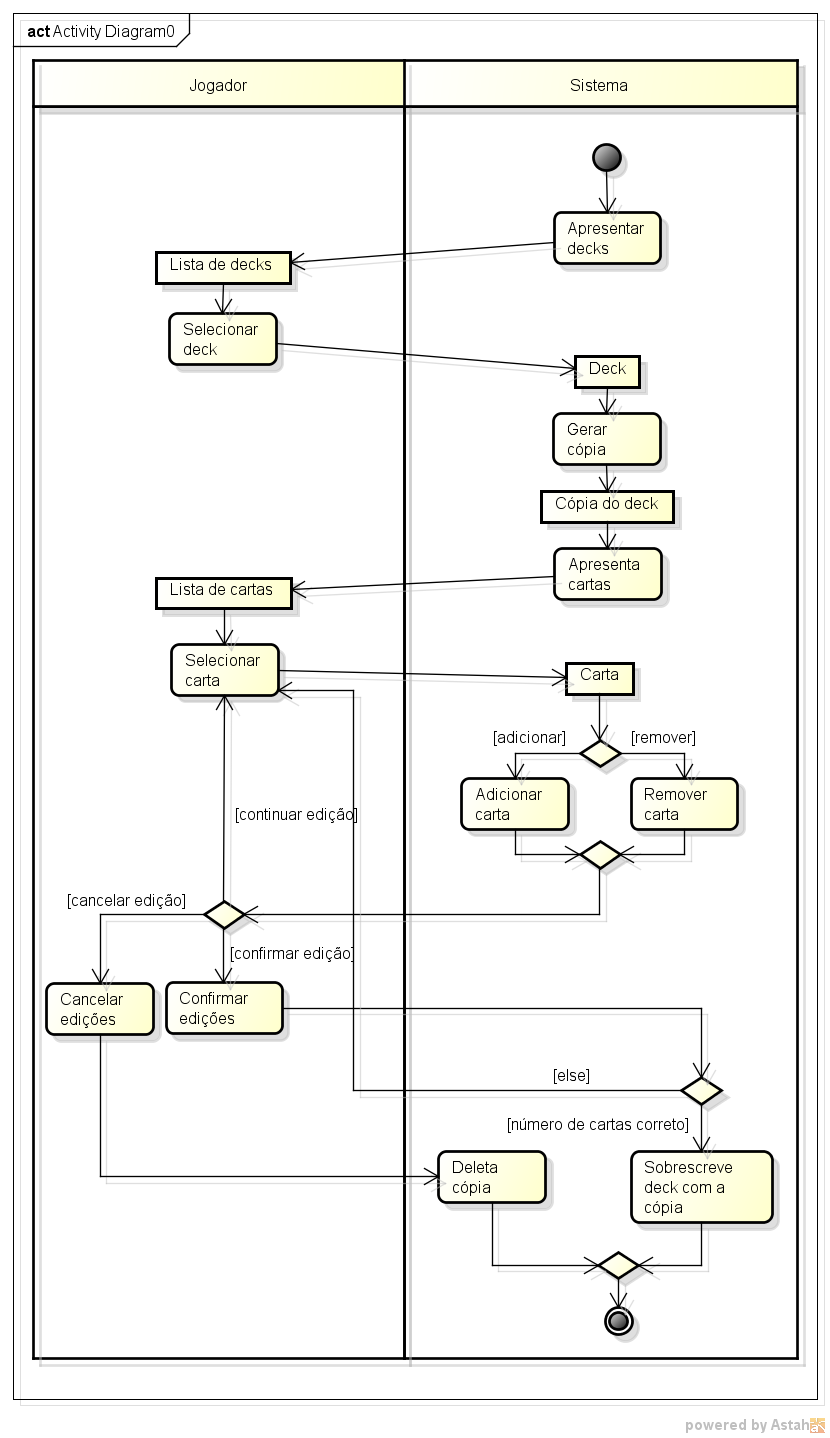 act Activity Diagram0
Jogador
Sistema
Apresentar
decks
Lista de decks
Selecionar
deck
Deck
Gerar
cópia
Cópia do deck
Apresenta
cartas
Lista de cartas
Selecionar
carta
Carta
[adicionar]
[remover]
Adicionar
carta
Remover
carta
[continuar edição]
[cancelar edição]
[confirmar edição]
Cancelar
edições
Confirmar
edições
[else]
[número de cartas correto]
Deleta
cópia
Sobrescreve
deck com a
cópia
powered by Astah